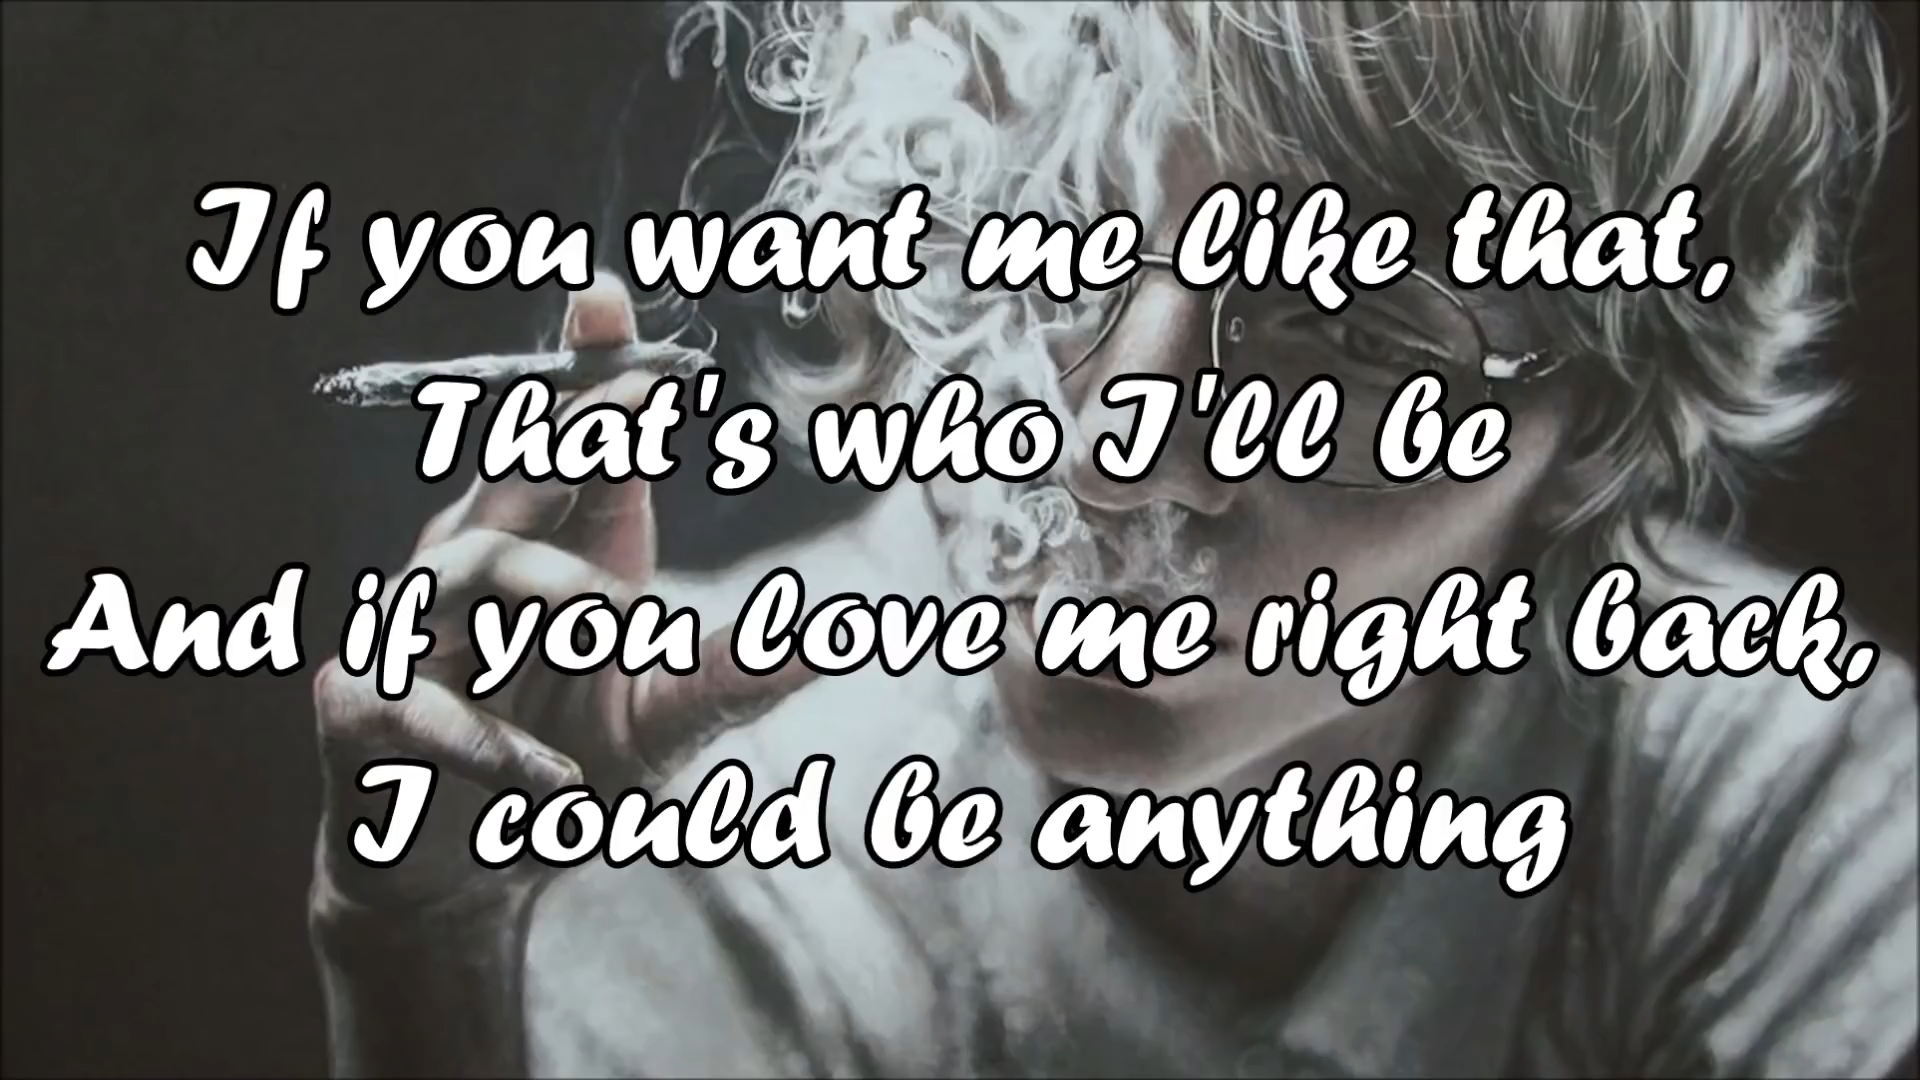 If you want me like that,
That's who I'll be
And if you love me right back,
I could be anything